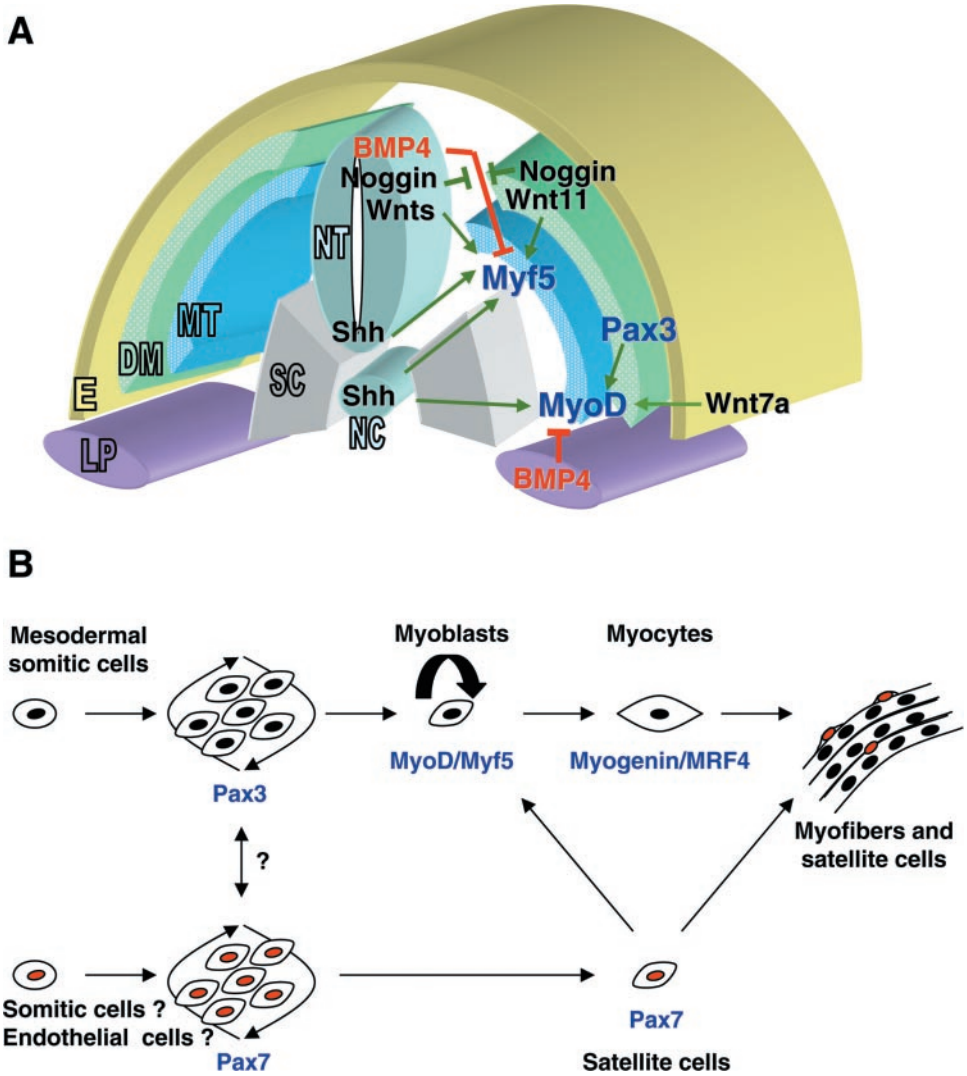 A
BMP4
Noggin
Noggin
Wnts
Wnt11
NT
Myf5
MT
Shh
Pax3
DM
SC
E
Shh
MyoD
Wnt7a
NC
LP
BMP4
B
Mesodermal
somitic cells
Myoblasts
Myocytes
MyoD/Myf5
Myogenin/MRF4
Pax3
Myofibers and
satellite cells
?
Somitic cells ?
Endothelial cells ?
Pax7
Pax7
Satellite cells